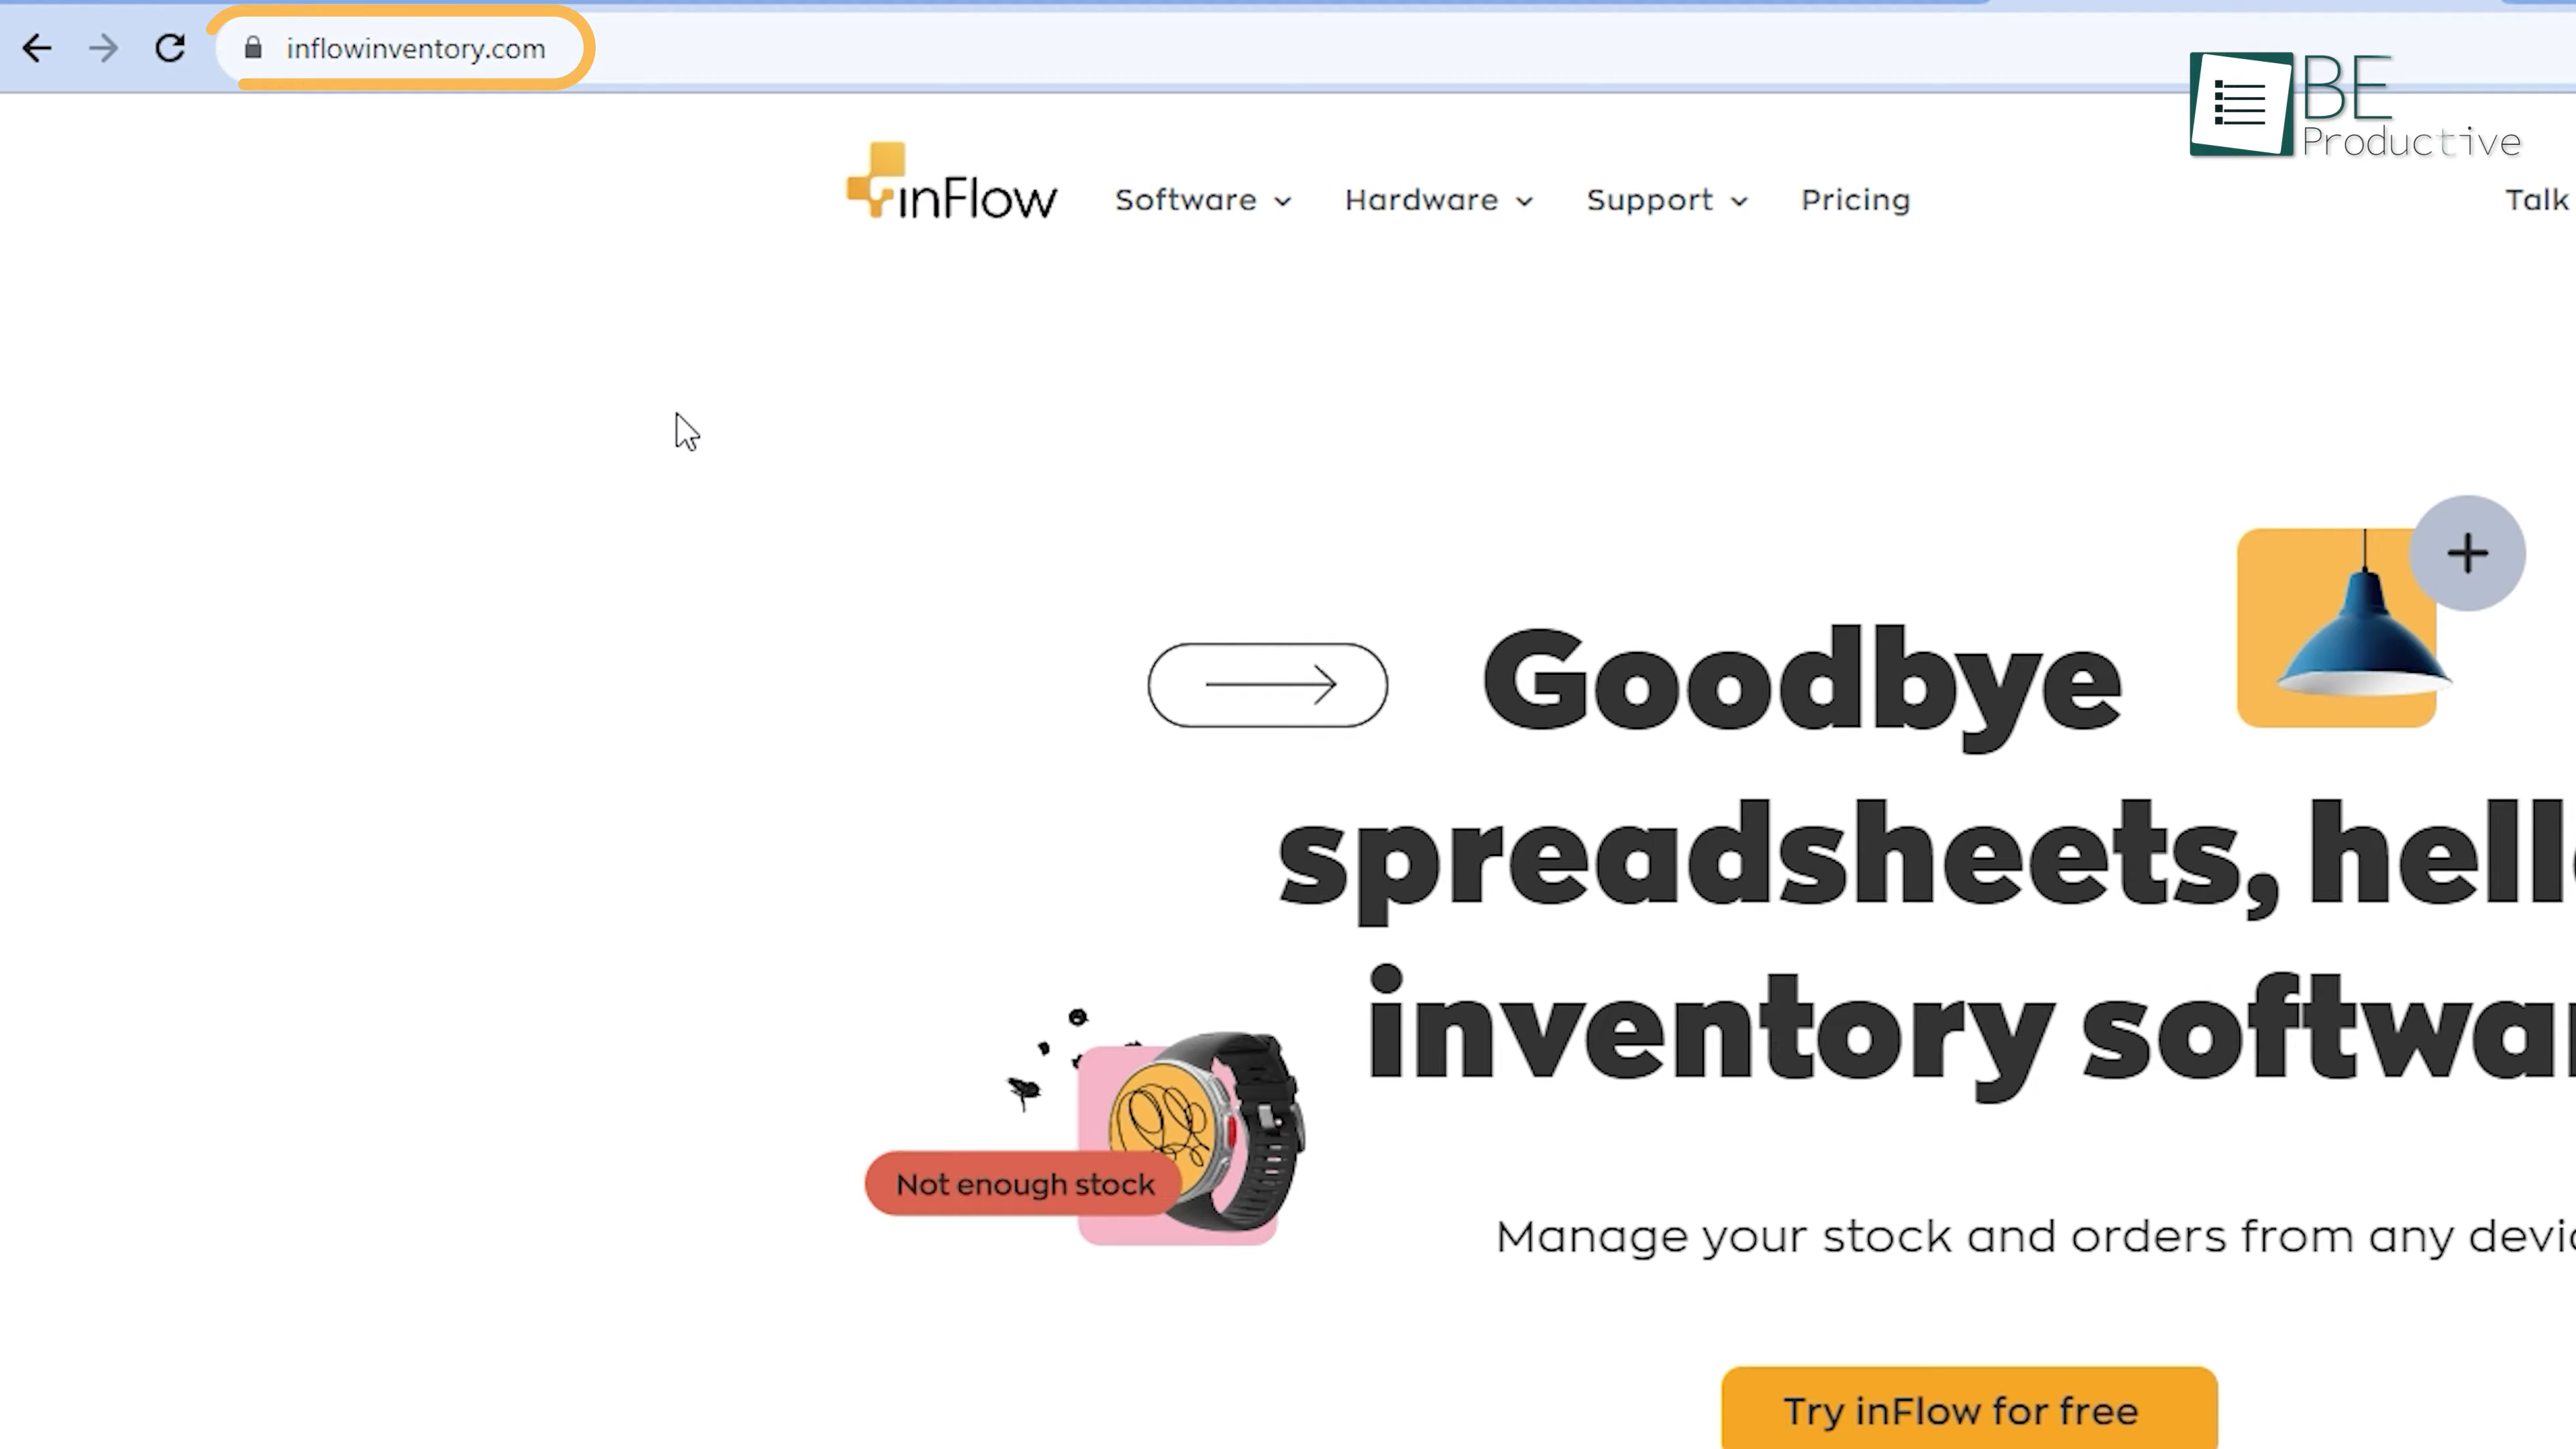 inflowinventory.com
BE
Productive
inFlow
Software
Hardware
Support
Pricing
Talk
Goodbye
spreadsheets, hell
inventory softwa
Not enough stock
Manage your stock and orders from any devi
Try inFlow for free